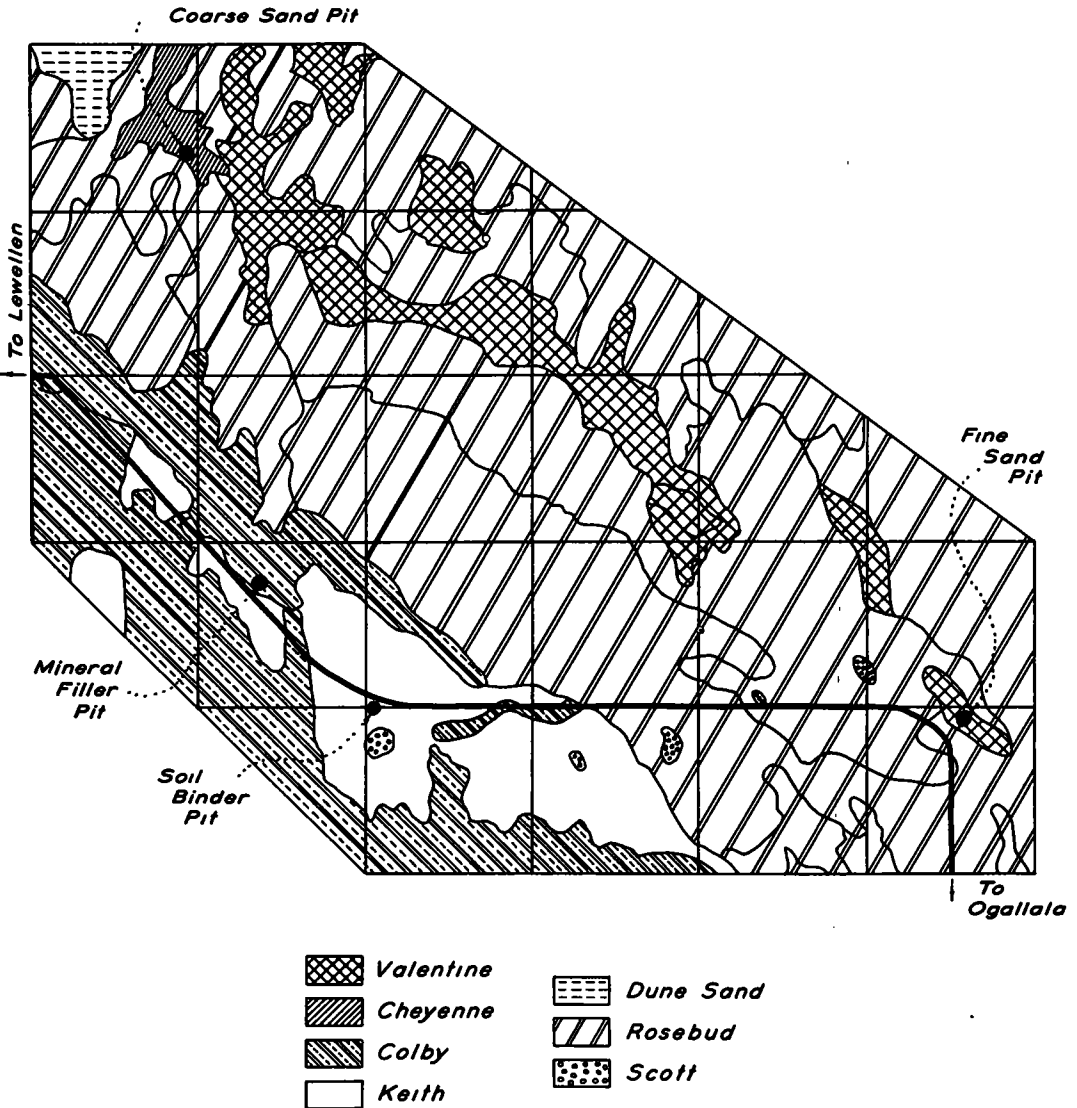 Coarse Sand Pit
To Lewellen
Fine
Sand
Pit
Mineral
Filler
Pit
Soil
Binder
Pit
To
Ogallala
Valentine
Cheyenne
Colby
Keith
Dune Sand
Rosebud
Scott